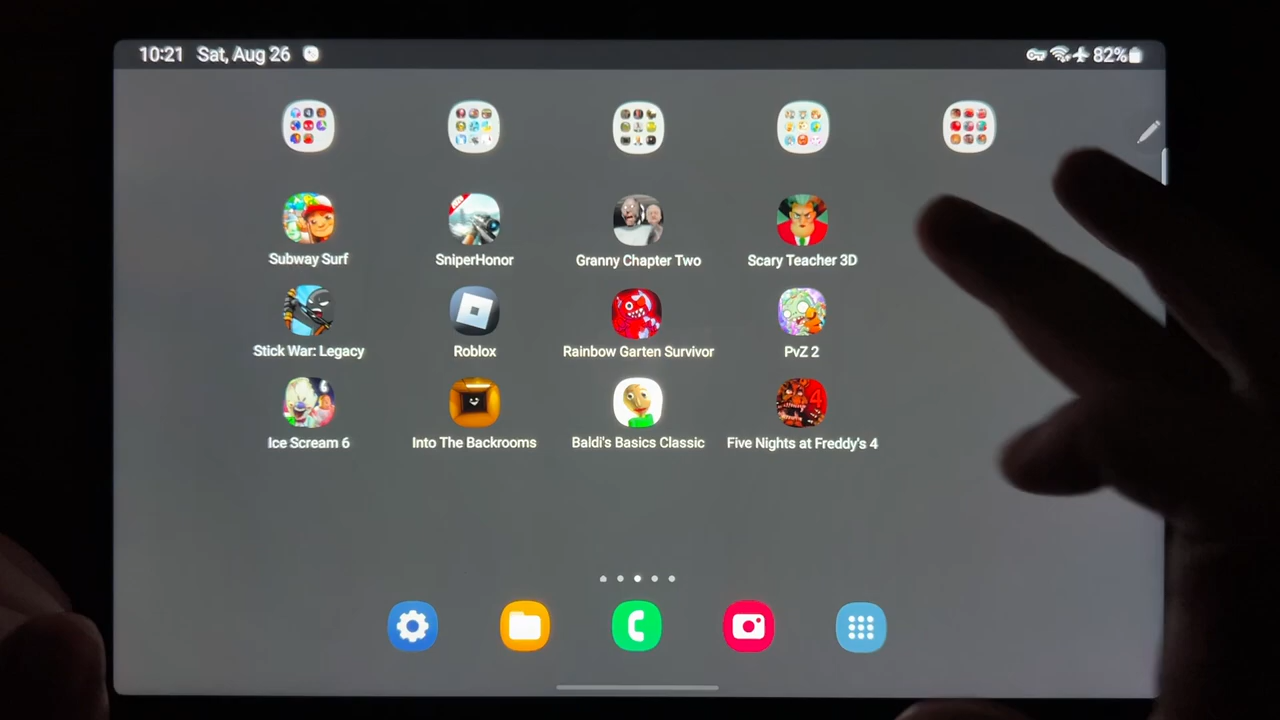 10:21 Sat, Aug 26 82%
Subway Surf SniperHonor Granny Chapter Two Scary Teacher 3D
Stick War: Legacy Roblox Rainbow Garten Survivor PvZ 2
6 4
Ice Scream 6 Into The Backrooms Baldi's Basics Classic Five Nights at Freddy's 4